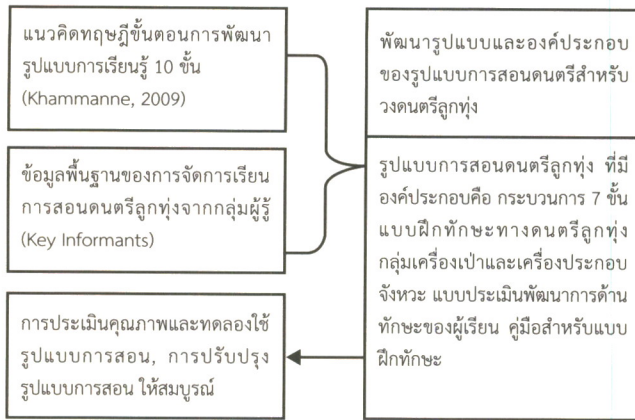 แนวคิดทฤษฎีขั้นตอนการพัฒนา
รูปแบบการเรียนรู้ 10 ขั้น
(Khammanne, 2009)
ข้อมูลพื้นฐานของการจัดการเรียน
การสอนดนตรีลูกทุ่งจากกลุ่มผู้รู้
(Key Informants)
การประเมินคุณภาพและทดลองใช้
รูปแบบการสอน, การปรับปรุง
รูปแบบการสอน ให้สมบูรณ์
พัฒนารูปแบบและองค์ประกอบ
ของรูปแบบการสอนดนตรีสำหรับ
วงดนตรีลูกทุ่ง
รูปแบบการสอนดนตรีลูกทุ่ง ที่มี
องค์ประกอบคือ กระบวนการ 7 ขั้น
แบบฝึกทักษะทางดนตรีลูกทุ่ง
กลุ่มเครื่องเป่าและเครื่องประกอบ
จังหวะ แบบประเมินพัฒนาการด้าน
ทักษะของผู้เรียน คู่มือสำหรับแบบ
ฝึกทักษะ